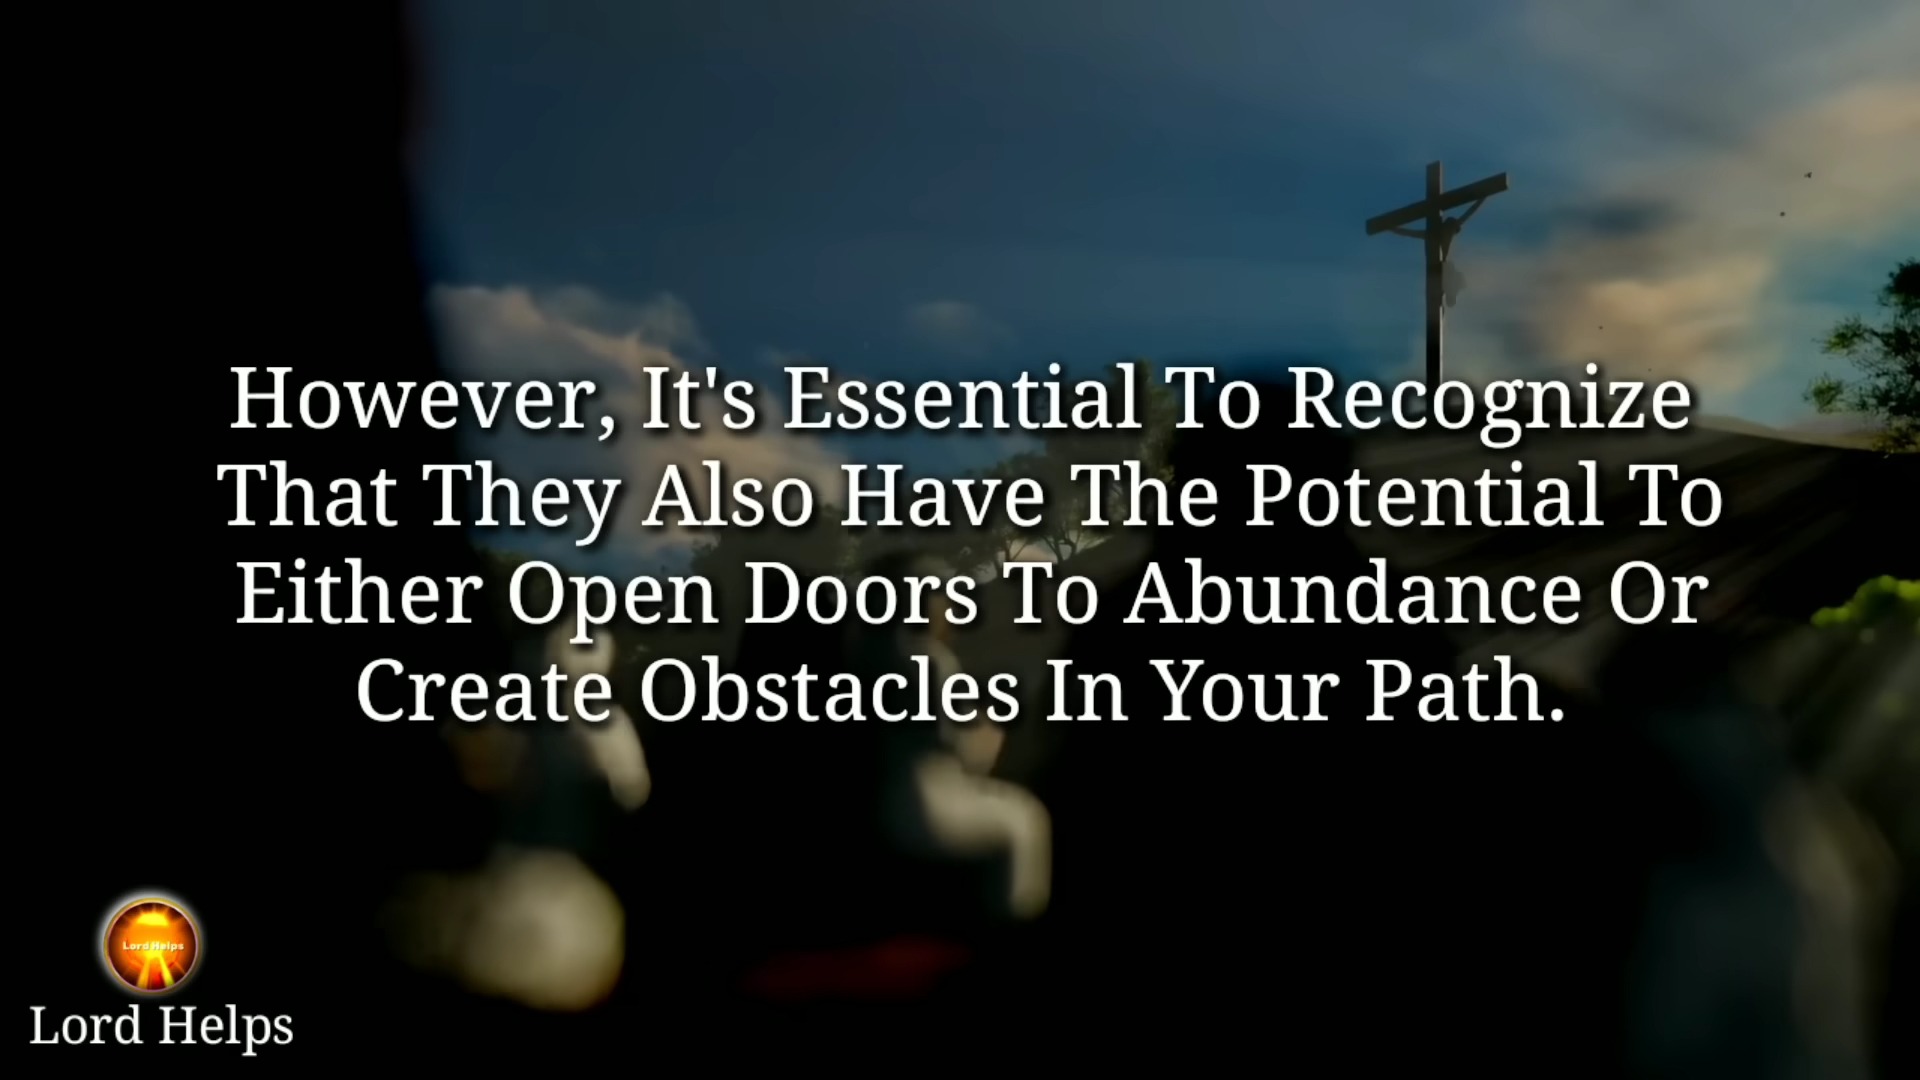 However, It's Essential To Recognize
That They Also Have The Potential To
Either Open Doors To Abundance Or
Create Obstacles In Your Path.
Lord Helps
Lord Helps